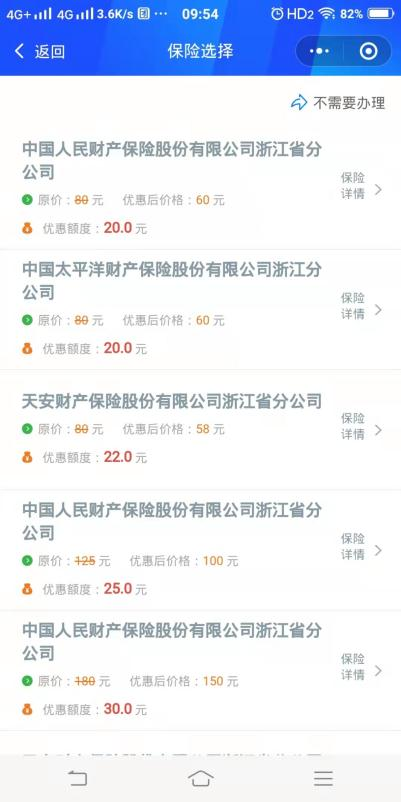 4G+ 4G 3.6K/s 09:54 HD2 82%
返回 保险选择
不需要办理
中国人民财产保险股份有限公司浙江省分
公司
原价：80 元 优惠后价格：60 元
优惠额度：20.0 元
保险
详情
中国太平洋财产保险股份有限公司浙江分
公司
原价：80 元 优惠后价格：60 元
优惠额度：20.0 元
保险
详情
天安财产保险股份有限公司浙江省分公司
原价：80 元 优惠后价格：58 元
优惠额度：22.0 元
保险
详情
中国人民财产保险股份有限公司浙江省分
公司
原价：125 元 优惠后价格：100 元
优惠额度：25.0 元
保险
详情
中国人民财产保险股份有限公司浙江省分
公司
原价：180 元 优惠后价格：150 元
优惠额度：30.0 元
保险
详情